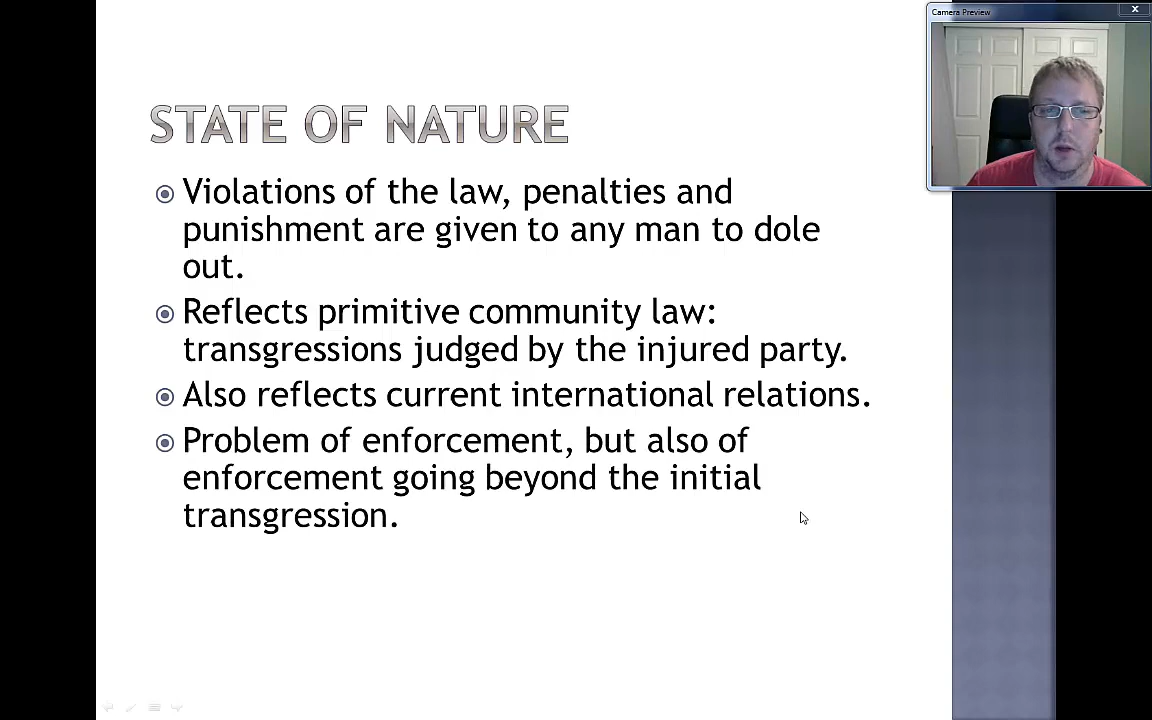 Camera Preview
STATE OF NATURE
Violations of the law, penalties and
punishment are given to any man to dole
out.
Reflects primitive community law:
transgressions judged by the injured party.
Also reflects current international relations.
Problem of enforcement, but also of
enforcement going beyond the initial
transgression.